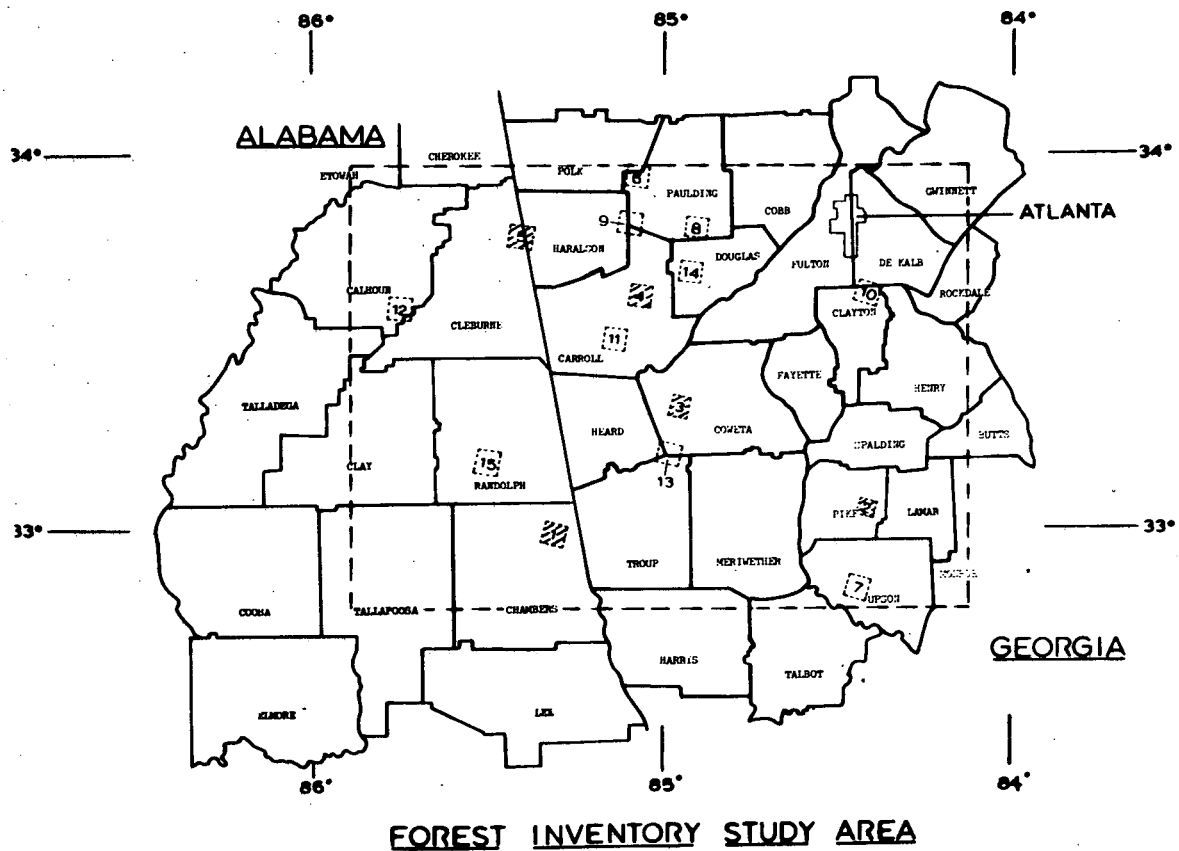 86°
85°
84°
ALABAMA
34°
34°
CHEROKEE
ETOWAH
POLK
6
PAULDING
GWINNETT
COBB
ATLANTA
9
8
HARALSON
DOUGLAS
FULTON
DE KALB
14
CALHOUN
4
10
ROCKDALE
12
CLAYTON
CLEBURNE
11
CARROLL
FAYETTE
HENRY
TALLADEGA
3
HEARD
COWETA
BUTTS
SPALDING
CLAY
15
13
RANDOLPH
PIKE
LAMAR
33°
33°
TROUP
MERIWETHER
7
UPSON
COOSA
TALLAPOOSA
CHAMBERS
GEORGIA
HARRIS
TALBOT
ELMORE
LEE
86°
85°
84°
FOREST INVENTORY STUDY AREA